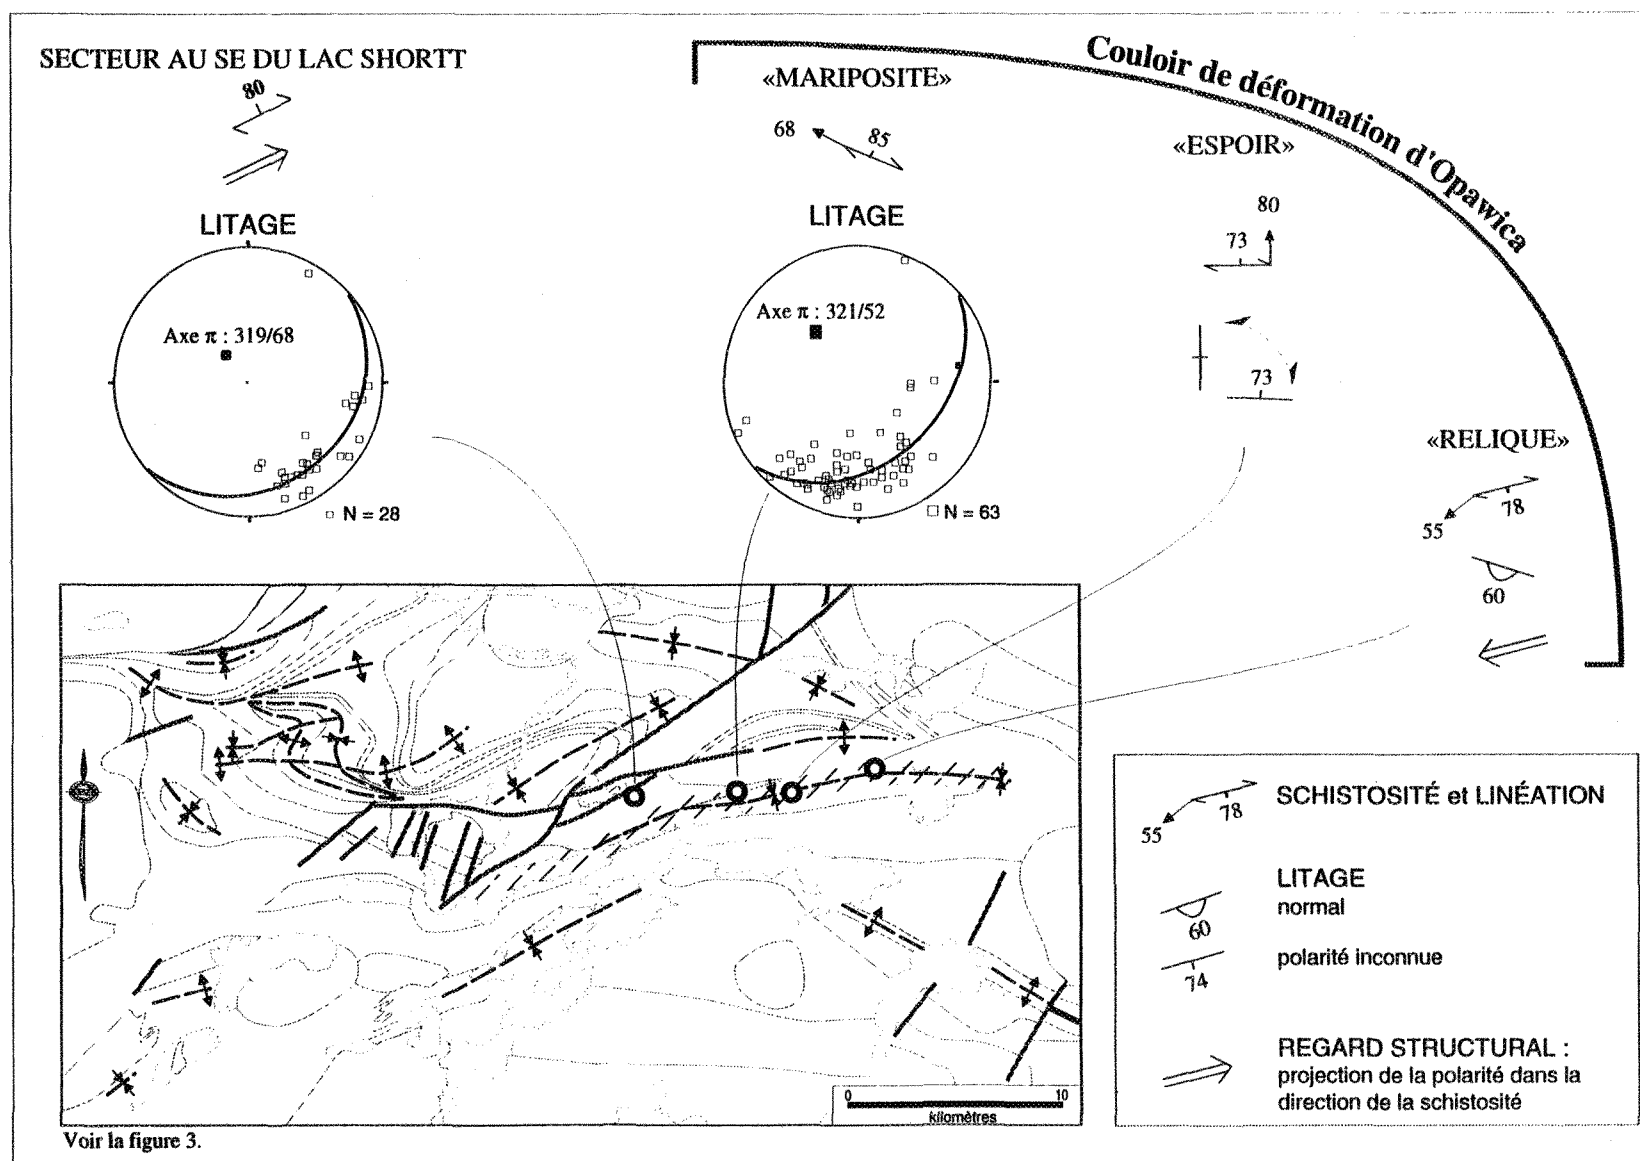 SECTEUR AU SE DU LAC SHORTT
80
LITAGE
Axe π : 319/68
N = 28
«MARIPOSITE»
68
85
LITAGE
Axe π : 321/52
N = 63
Couloir de déformation d'Opawica
«ESPOIR»
80
73
73
«RELIQUE»
78
55
60
0 10
kilomètres
Voir la figure 3.
78
55
SCHISTOSITÉ et LINÉATION
LITAGE
normal
60
polarité inconnue
74
REGARD STRUCTURAL :
projection de la polarité dans la
direction de la schistosité